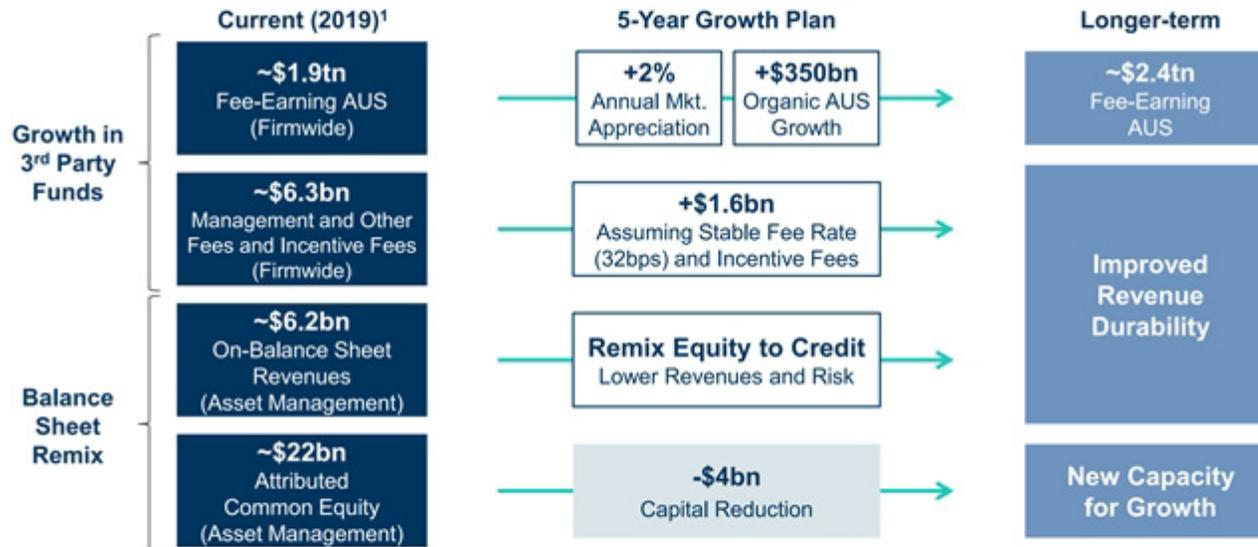 Current (2019)¹
5-Year Growth Plan
Longer-term
Growth in
3rd Party
Funds
~$1.9tn
Fee-Earning AUS
(Firmwide)
+2%
Annual Mkt.
Appreciation
+$350bn
Organic AUS
Growth
~$2.4tn
Fee-Earning
AUS
~$6.3bn
Management and Other
Fees and Incentive Fees
(Firmwide)
+$1.6bn
Assuming Stable Fee Rate
(32bps) and Incentive Fees
Improved
Revenue
Durability
Balance
Sheet
Remix
~$6.2bn
On-Balance Sheet
Revenues
(Asset Management)
Remix Equity to Credit
Lower Revenues and Risk
~$22bn
Attributed
Common Equity
(Asset Management)
-$4bn
Capital Reduction
New Capacity
for Growth